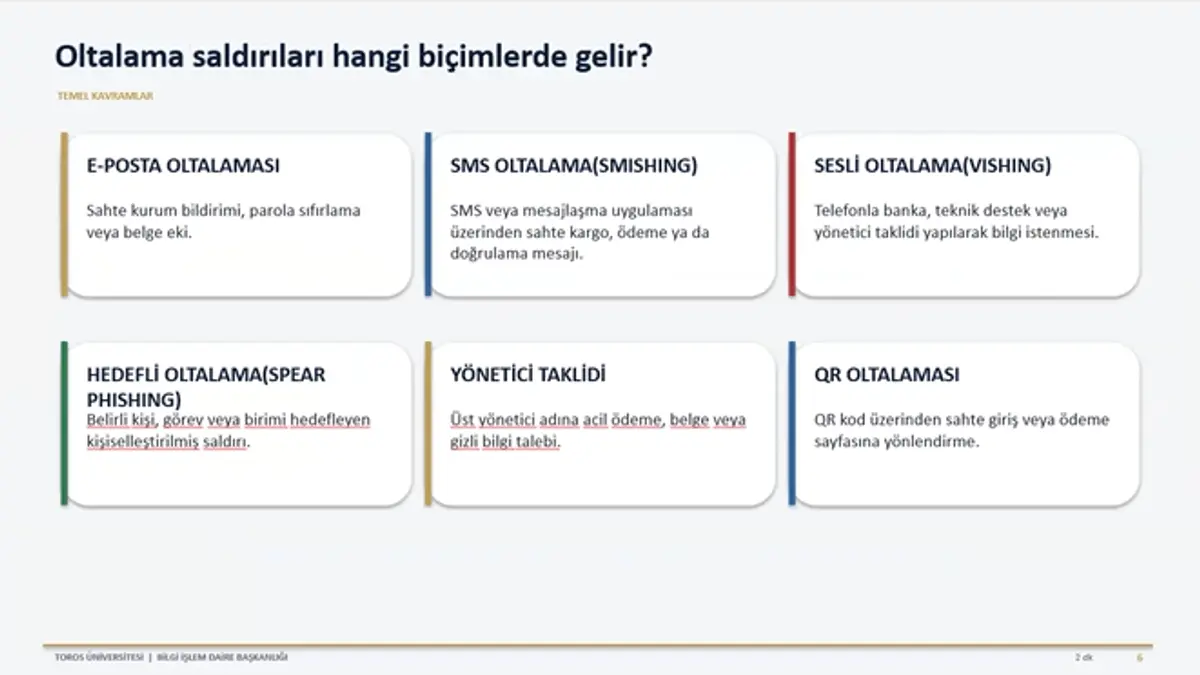 Oltalama saldırıları hangi biçimlerde gelir?
TEMEL KAVRAMLAR
E-POSTA OLTALAMASI
Sahte kurum bildirimi, parola sıfırlama
veya belge eki.
SMS OLTALAMA(SMISHING)
SMS veya mesajlaşma uygulaması
üzerinden sahte kargo, ödeme ya da
doğrulama mesajı.
SESLİ OLTALAMA(VISHING)
Telefonla banka, teknik destek veya
yönetici taklidi yapılarak bilgi istenmesi.
HEDEFLİ OLTALAMA(SPEAR
PHISHING)
Belirli kişi, görev veya birimi hedefleyen
kişiselleştirilmiş saldırı.
YÖNETİCİ TAKLİDİ
Üst yönetici adına acil ödeme, belge veya
gizli bilgi talebi.
QR OLTALAMASI
QR kod üzerinden sahte giriş veya ödeme
sayfasına yönlendirme.
TOROS ÜNİVERSİTESİ | BİLGİ İŞLEM DAİRE BAŞKANLIĞI
2 dk
6